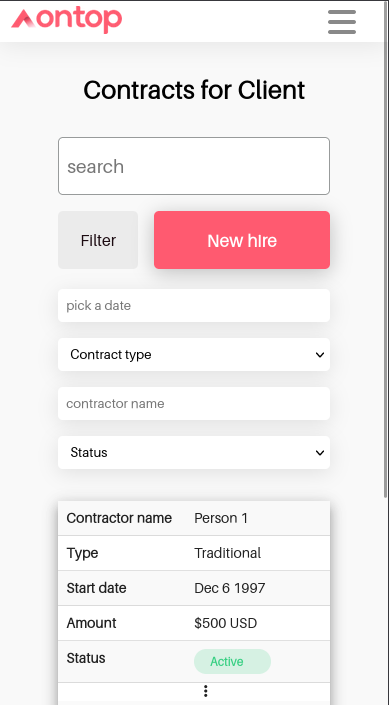 ontop
Contracts for Client
search
Filter
New hire
pick a date
Contract type
contractor name
Status
Contractor name Person 1
Type Traditional
Start date Dec 6 1997
Amount $500 USD
Status Active